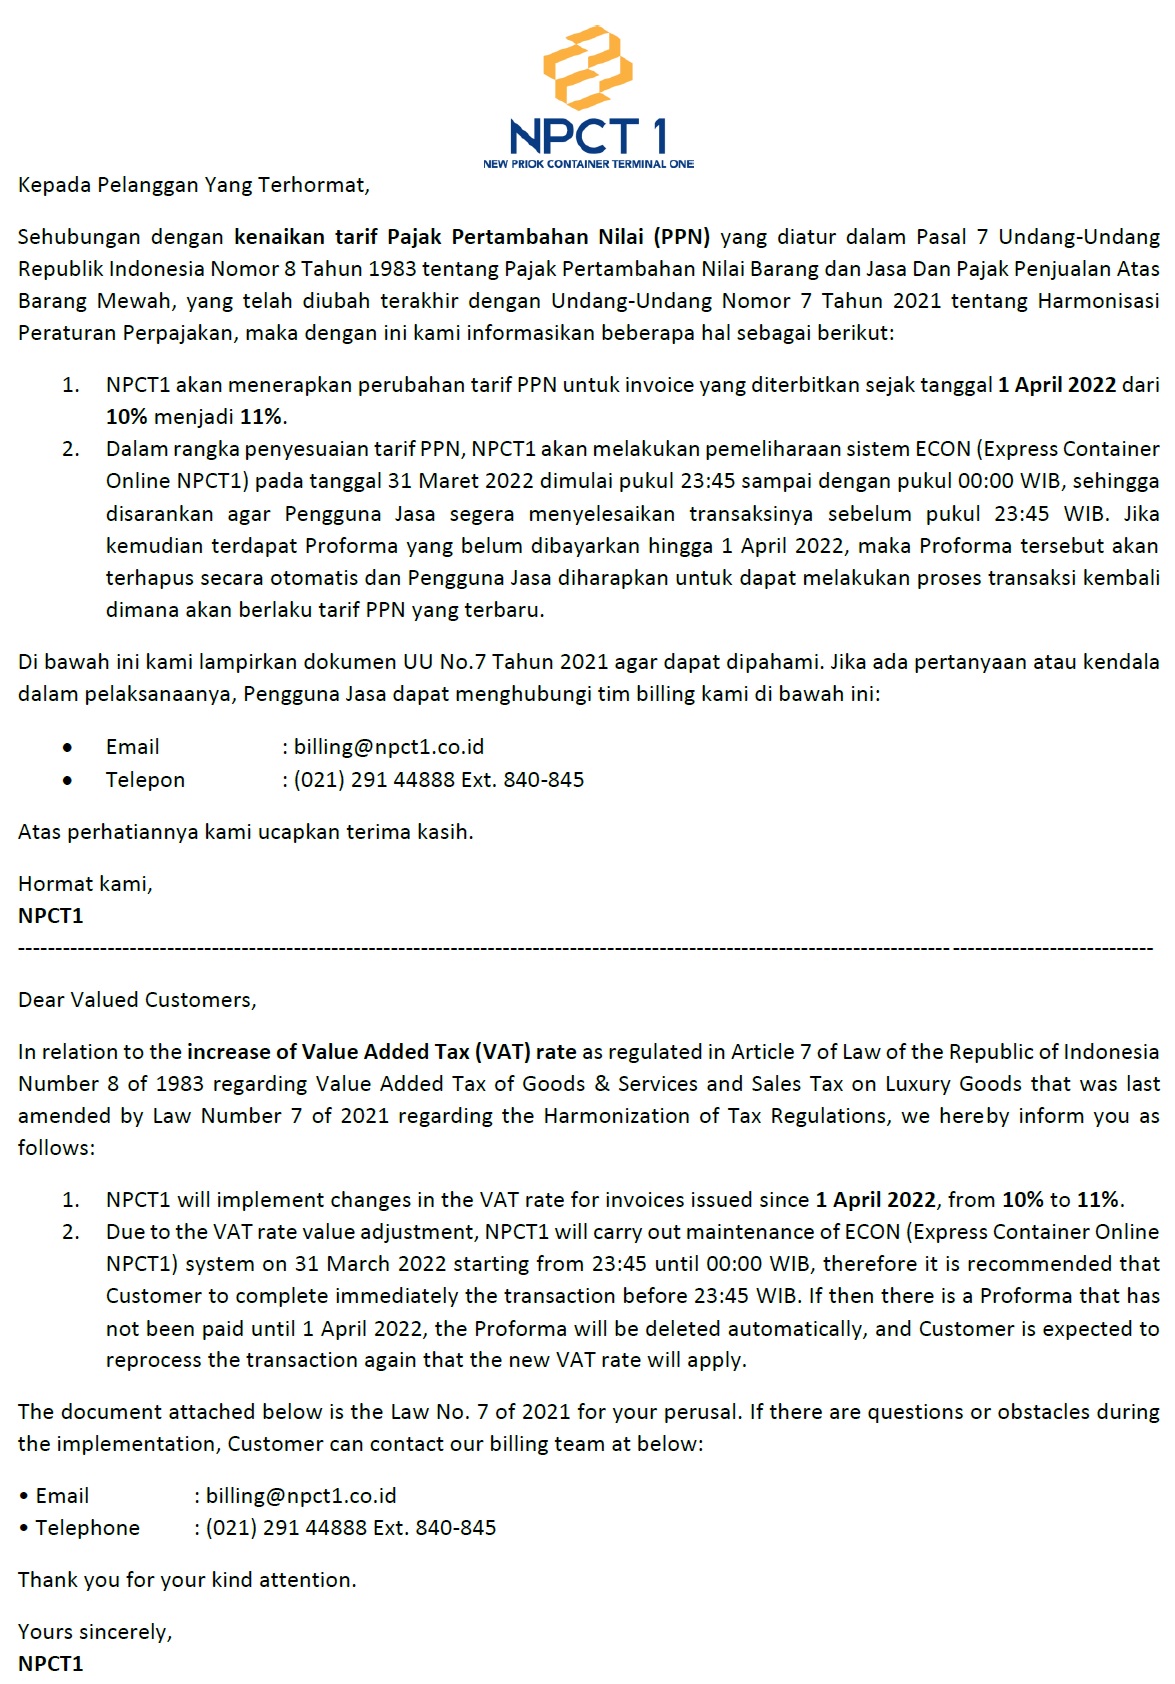 NPCT 1
NEW PRIOK CONTAINER TERMINAL ONE
Kepada Pelanggan Yang Terhormat,
Sehubungan dengan kenaikan tarif Pajak Pertambahan Nilai (PPN) yang diatur dalam Pasal 7 Undang-Undang
Republik Indonesia Nomor 8 Tahun 1983 tentang Pajak Pertambahan Nilai Barang dan Jasa Dan Pajak Penjualan Atas
Barang Mewah, yang telah diubah terakhir dengan Undang-Undang Nomor 7 Tahun 2021 tentang Harmonisasi
Peraturan Perpajakan, maka dengan ini kami informasikan beberapa hal sebagai berikut:
1. NPCT1 akan menerapkan perubahan tarif PPN untuk invoice yang diterbitkan sejak tanggal 1 April 2022 dari
10% menjadi 11%.
2. Dalam rangka penyesuaian tarif PPN, NPCT1 akan melakukan pemeliharaan sistem ECON (Express Container
Online NPCT1) pada tanggal 31 Maret 2022 dimulai pukul 23:45 sampai dengan pukul 00:00 WIB, sehingga
disarankan agar Pengguna Jasa segera menyelesaikan transaksinya sebelum pukul 23:45 WIB. Jika
kemudian terdapat Proforma yang belum dibayarkan hingga 1 April 2022, maka Proforma tersebut akan
terhapus secara otomatis dan Pengguna Jasa diharapkan untuk dapat melakukan proses transaksi kembali
dimana akan berlaku tarif PPN yang terbaru.
Di bawah ini kami lampirkan dokumen UU No.7 Tahun 2021 agar dapat dipahami. Jika ada pertanyaan atau kendala
dalam pelaksanaanya, Pengguna Jasa dapat menghubungi tim billing kami di bawah ini:
• Email : billing@npct1.co.id
• Telepon : (021) 291 44888 Ext. 840-845
Atas perhatiannya kami ucapkan terima kasih.
Hormat kami,
NPCT1
--------------------------------------------------------------------------------------------------------------------------------------------------------
Dear Valued Customers,
In relation to the increase of Value Added Tax (VAT) rate as regulated in Article 7 of Law of the Republic of Indonesia
Number 8 of 1983 regarding Value Added Tax of Goods & Services and Sales Tax on Luxury Goods that was last
amended by Law Number 7 of 2021 regarding the Harmonization of Tax Regulations, we hereby inform you as
follows:
1. NPCT1 will implement changes in the VAT rate for invoices issued since 1 April 2022, from 10% to 11%.
2. Due to the VAT rate value adjustment, NPCT1 will carry out maintenance of ECON (Express Container Online
NPCT1) system on 31 March 2022 starting from 23:45 until 00:00 WIB, therefore it is recommended that
Customer to complete immediately the transaction before 23:45 WIB. If then there is a Proforma that has
not been paid until 1 April 2022, the Proforma will be deleted automatically, and Customer is expected to
reprocess the transaction again that the new VAT rate will apply.
The document attached below is the Law No. 7 of 2021 for your perusal. If there are questions or obstacles during
the implementation, Customer can contact our billing team at below:
• Email : billing@npct1.co.id
• Telephone : (021) 291 44888 Ext. 840-845
Thank you for your kind attention.
Yours sincerely,
NPCT1